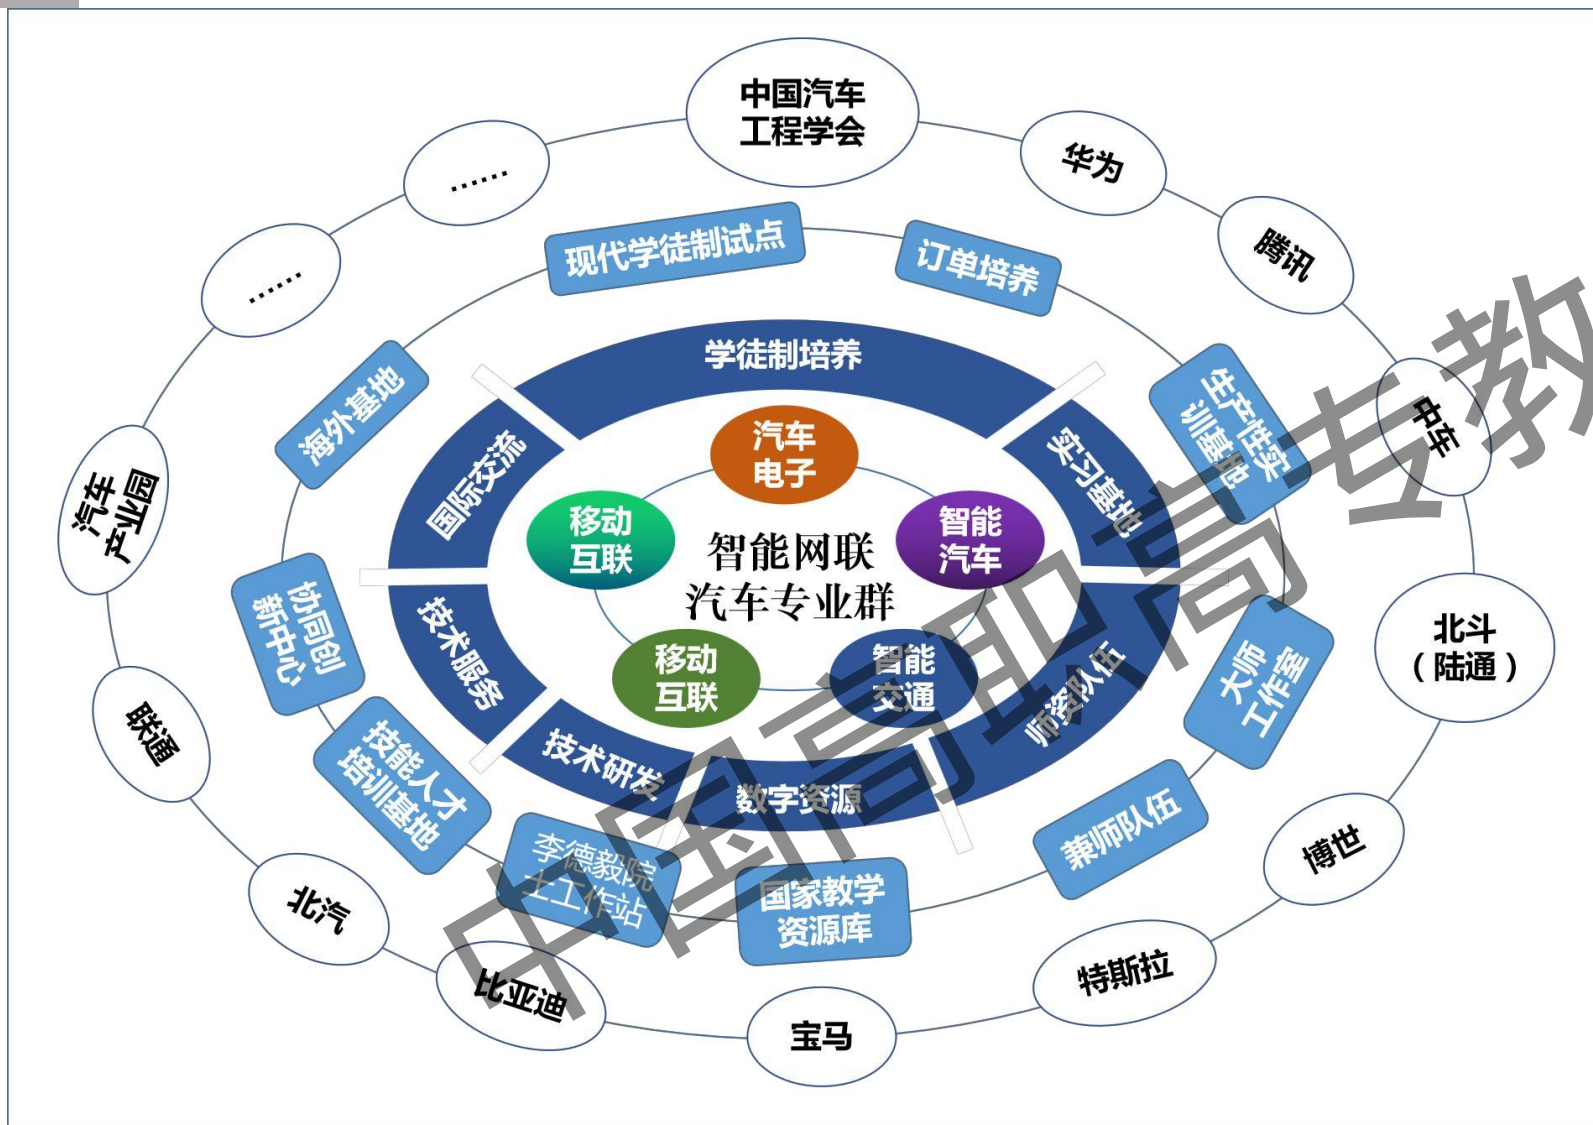 中国汽车
工程学会
华为
腾讯
中车
北斗
（陆通）
博世
特斯拉
宝马
比亚迪
北汽
联通
汽车
产业园
……
……
现代学徒制试点
订单培养
生产性实
训基地
大师
工作室
兼师队伍
国家教学
资源库
李德毅院
士工作站
技能人才
培训基地
协同创
新中心
海外基地
学徒制培养
实习基地
师资队伍
数字资源
技术研发
技术服务
国际交流
汽车
电子
智能
汽车
智能
交通
移动
互联
移动
互联
智能网联
汽车专业群
中国高职高专教